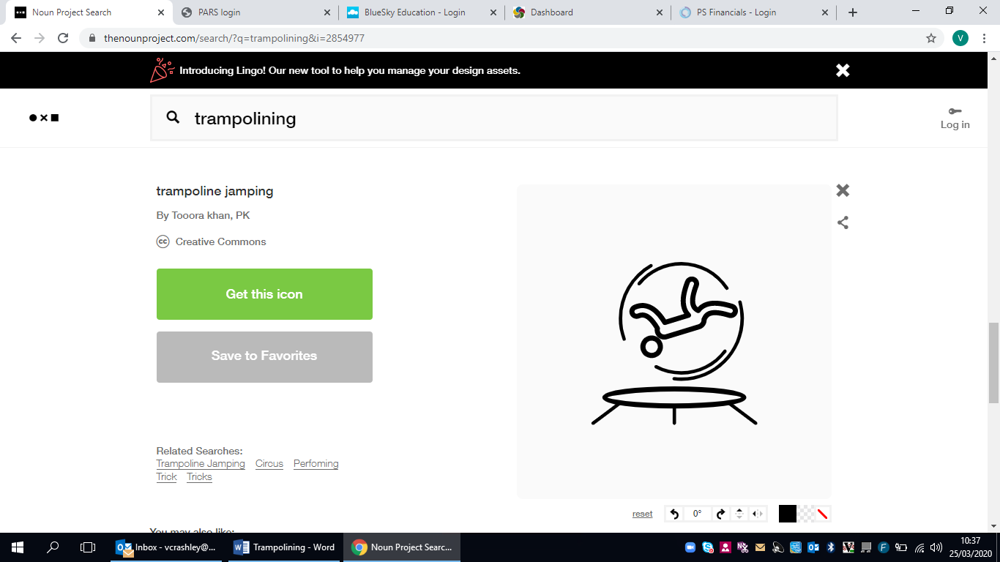 Noun Project Search
PARS login
BlueSky Education - Login
Dashboard
PS Financials - Login
thenounproject.com/search/?q=trampolining&i=2854977
V
Introducing Lingo! Our new tool to help you manage your design assets.
trampolining
Log in
trampoline jamping
By Tooora khan, PK
cc Creative Commons
Get this icon
Save to Favorites
Related Searches:
Trampoline Jamping Circus Perfoming
Trick Tricks
reset 0°
You may also like:
Inbox - vcrashley@...
Trampolining - Word
Noun Project Searc...
10:37
25/03/2020